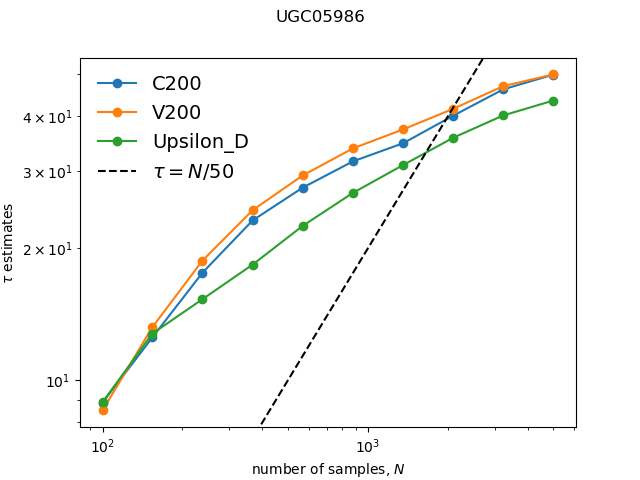 UGC05986
C200
V200
Upsilon_D
τ = N/50
4 × 10¹
3 × 10¹
2 × 10¹
10¹
τ estimates
10² 10³
number of samples, N